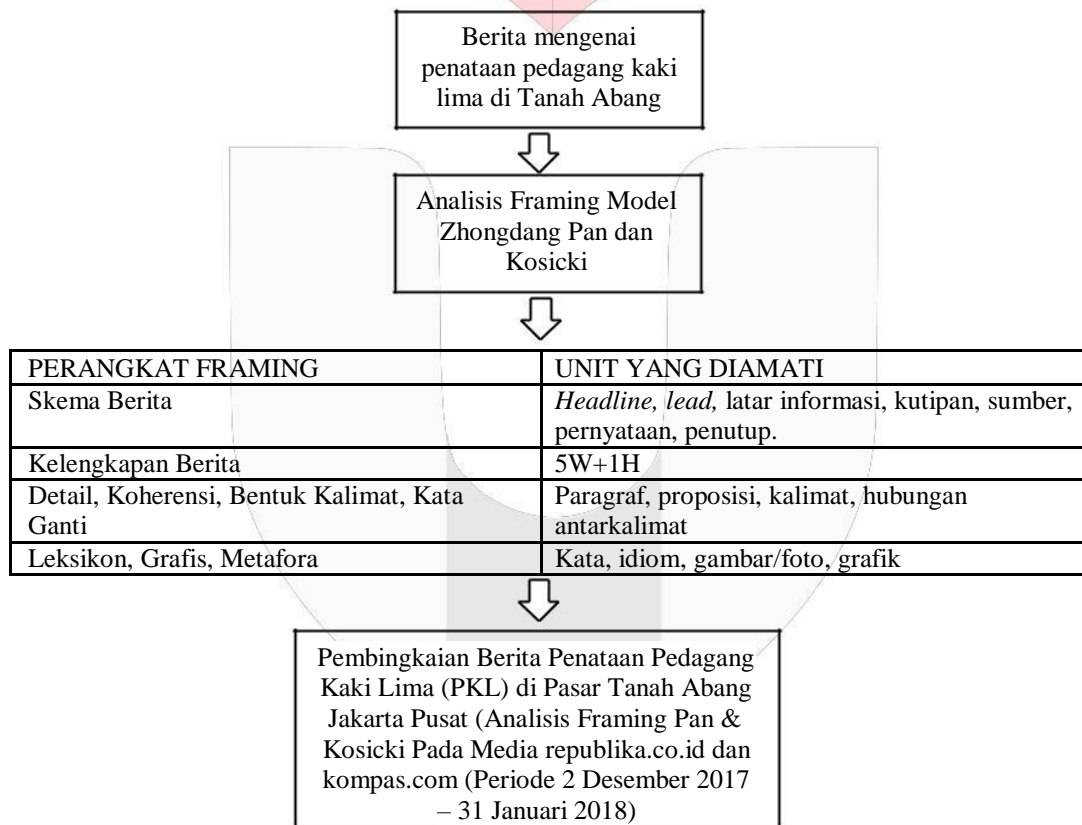 Berita mengenai
penataan pedagang kaki
lima di Tanah Abang
Analisis Framing Model
Zhongdang Pan dan
Kosicki
PERANGKAT FRAMING
UNIT YANG DIAMATI
Skema Berita
Headline, lead, latar informasi, kutipan, sumber,
pernyataan, penutup.
Kelengkapan Berita
5W+1H
Detail, Koherensi, Bentuk Kalimat, Kata
Ganti
Paragraf, proposisi, kalimat, hubungan
antarkalimat
Leksikon, Grafis, Metafora
Kata, idiom, gambar/foto, grafik
Pembingkaian Berita Penataan Pedagang
Kaki Lima (PKL) di Pasar Tanah Abang
Jakarta Pusat (Analisis Framing Pan &
Kosicki Pada Media republika.co.id dan
kompas.com (Periode 2 Desember 2017
– 31 Januari 2018)